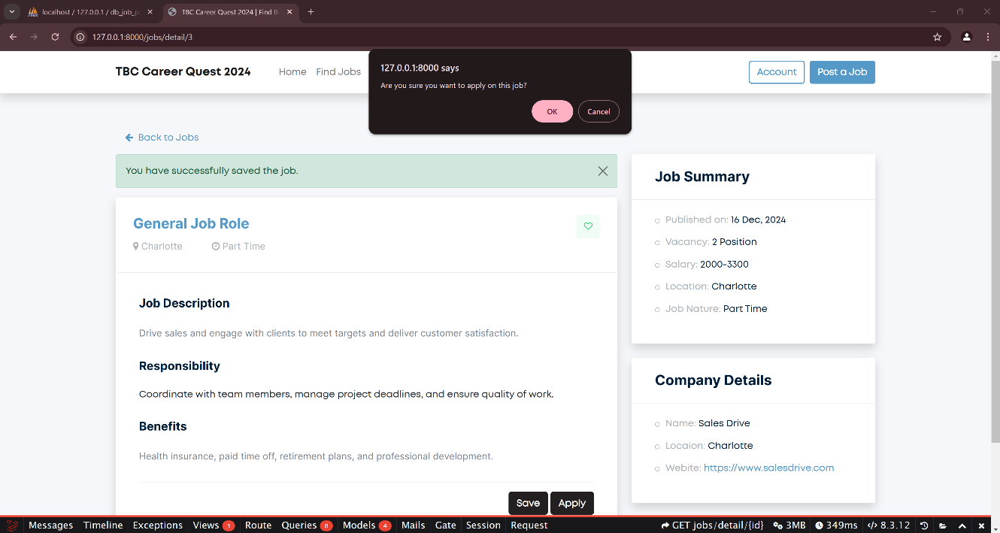 localhost / 127.0.0.1 / db_job_p
TBC Career Quest 2024 | Find B
127.0.0.1:8000/jobs/detail/3
TBC Career Quest 2024
Home
Find Jobs
127.0.0.1:8000 says
Are you sure you want to apply on this job?
OK
Cancel
Account
Post a Job
Back to Jobs
You have successfully saved the job.
General Job Role
Charlotte
Part Time
Job Description
Drive sales and engage with clients to meet targets and deliver customer satisfaction.
Responsibility
Coordinate with team members, manage project deadlines, and ensure quality of work.
Benefits
Health insurance, paid time off, retirement plans, and professional development.
Save
Apply
Job Summary
Published on: 16 Dec, 2024
Vacancy: 2 Position
Salary: 2000-3300
Location: Charlotte
Job Nature: Part Time
Company Details
Name: Sales Drive
Locaion: Charlotte
Webite: https://www.salesdrive.com
Messages Timeline Exceptions Views 3 Route Queries 8 Models 4 Mails Gate Session Request GET jobs/detail/{id} 3MB 349ms 8.3.12